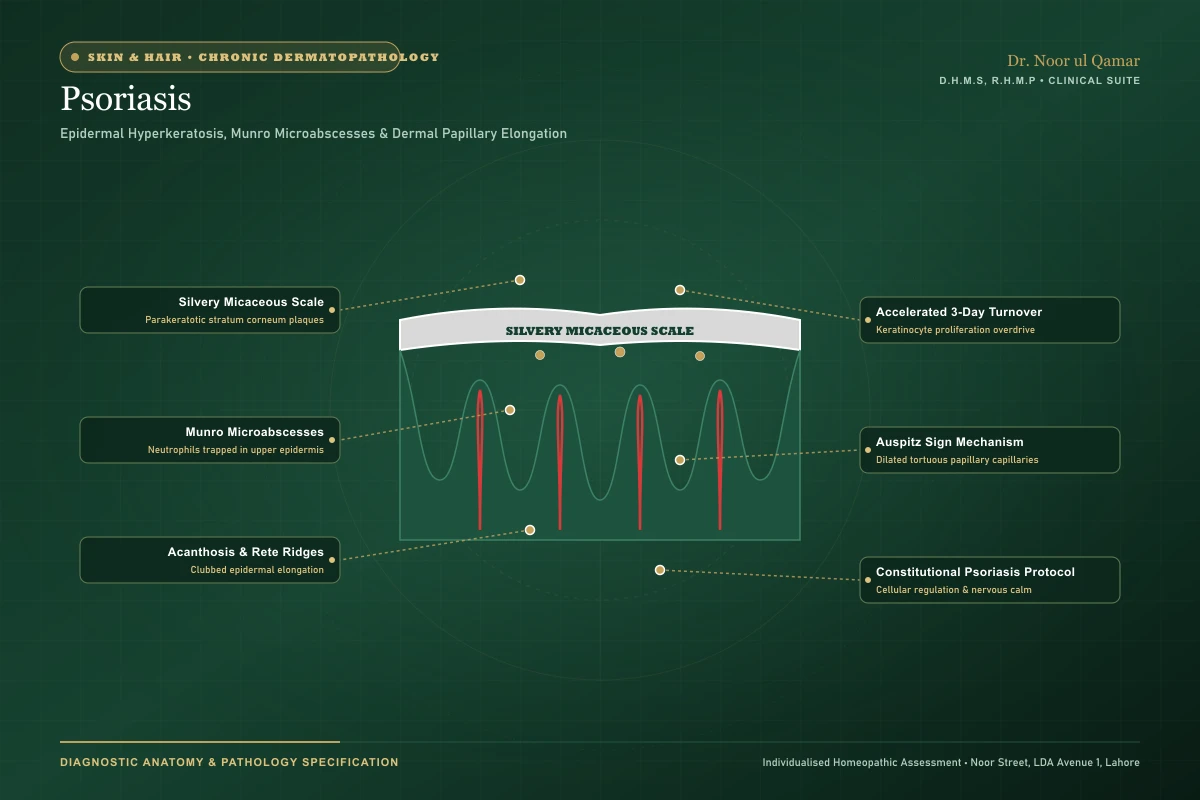 SKIN & HAIR • CHRONIC DERMATOPATHOLOGY
Psoriasis
Epidermal Hyperkeratosis, Munro Microabscesses & Dermal Papillary Elongation
Dr. Noor ul Qamar
D.H.M.S, R.H.M.P • CLINICAL SUITE
Silvery Micaceous Scale
Parakeratotic stratum corneum plaques
Munro Microabscesses
Neutrophils trapped in upper epidermis
Acanthosis & Rete Ridges
Clubbed epidermal elongation
SILVERY MICACEOUS SCALE
Accelerated 3-Day Turnover
Keratinocyte proliferation overdrive
Auspitz Sign Mechanism
Dilated tortuous papillary capillaries
Constitutional Psoriasis Protocol
Cellular regulation & nervous calm
DIAGNOSTIC ANATOMY & PATHOLOGY SPECIFICATION
Individualised Homeopathic Assessment • Noor Street, LDA Avenue 1, Lahore